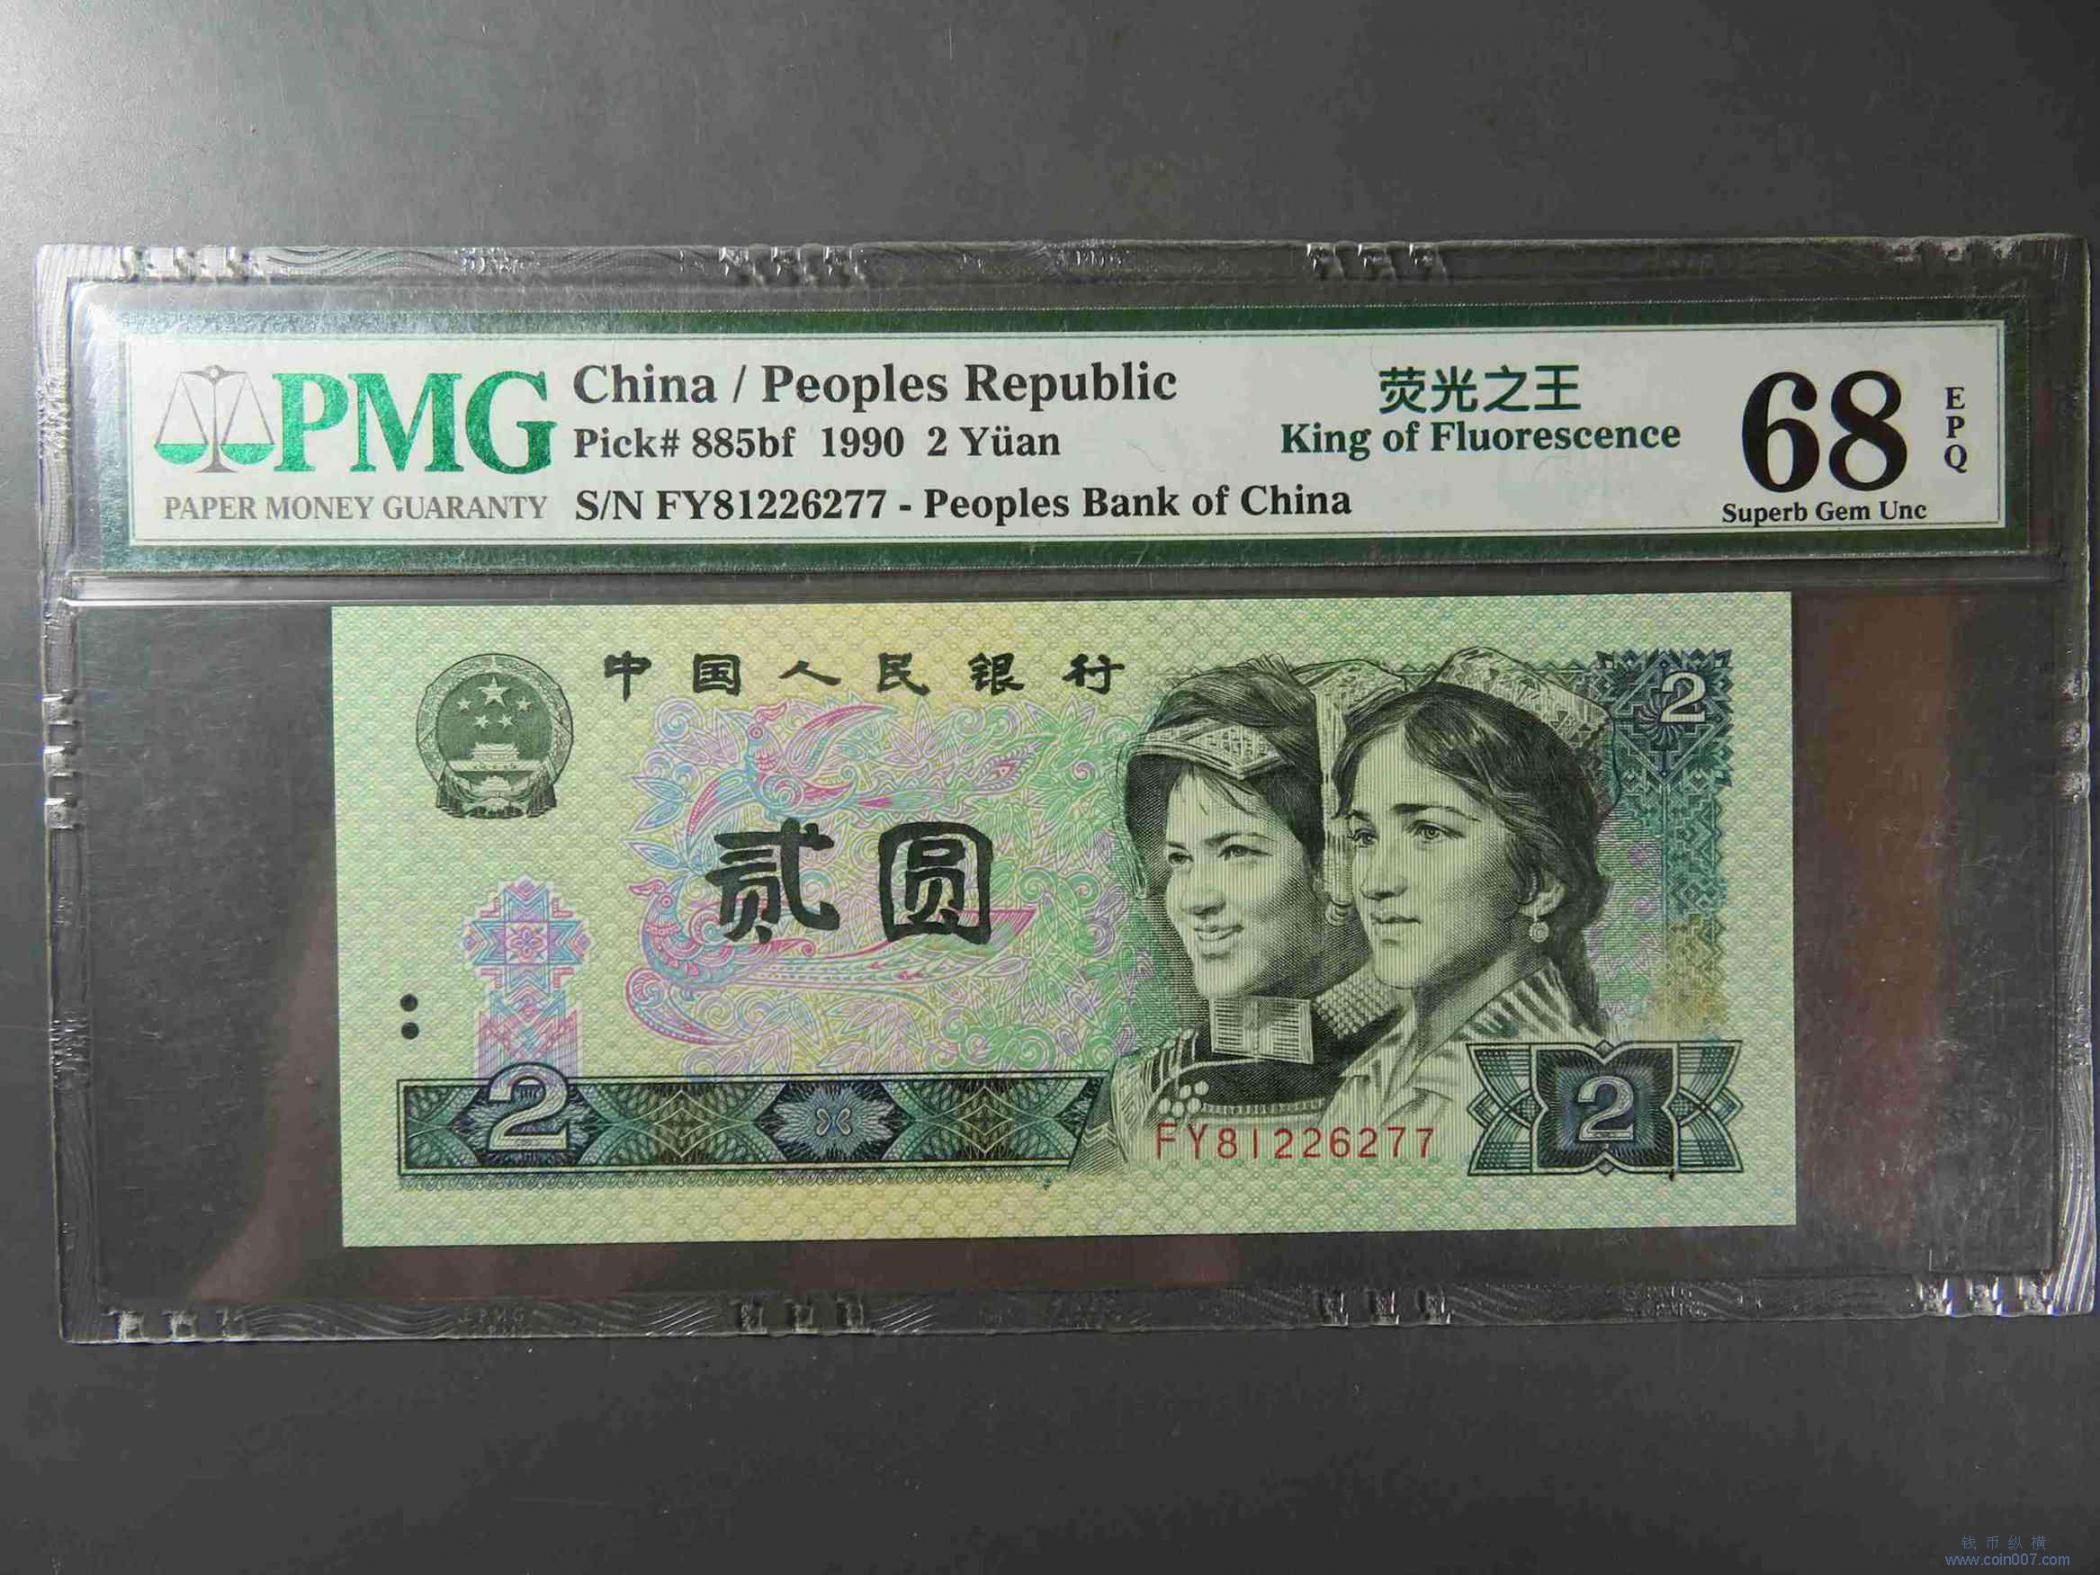 PMG
PAPER MONEY GUARANTY
China / Peoples Republic
Pick# 885bf 1990 2 Yüan
S/N FY81226277 - Peoples Bank of China
荧光之王
King of Fluorescence
68
EPQ
Superb Gem Unc
中国人民银行
2
贰圆
2
FY81226277
2
钱币纵横
www.coin007.com